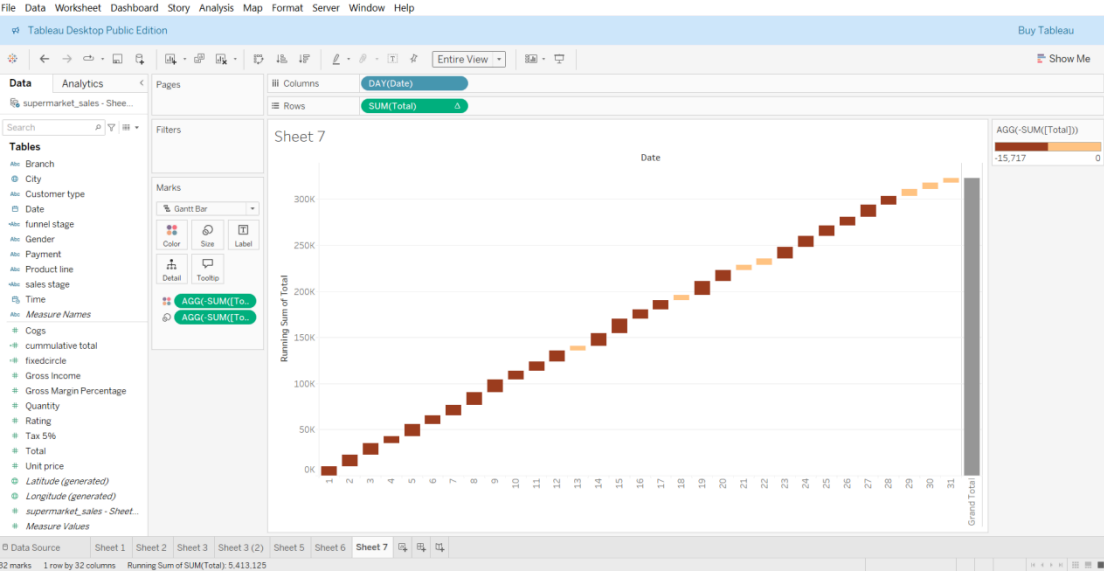 File Data Worksheet Dashboard Story Analysis Map Format Server Window Help
Tableau Desktop Public Edition
Buy Tableau
Entire View
Show Me
Data
Analytics
supermarket_sales - Shee...
Search
Tables
Abc Branch
City
Abc Customer type
Date
=Abc funnel stage
Abc Gender
Abc Payment
Abc Product line
=Abc sales stage
Time
Abc Measure Names
# Cogs
=# cummulative total
=# fixedcircle
# Gross Income
# Gross Margin Percentage
# Quantity
# Rating
# Tax 5%
# Total
# Unit price
Latitude (generated)
Longitude (generated)
# supermarket_sales - Sheet...
# Measure Values
Pages
Filters
Marks
Gantt Bar
Color
Size
Label
Detail
Tooltip
AGG(-SUM([To..
AGG(-SUM([To..
Columns
DAY(Date)
Rows
SUM(Total)
Sheet 7
Date
Running Sum of Total
300K
250K
200K
150K
100K
50K
0K
1 2 3 4 5 6 7 8 9 10 11 12 13 14 15 16 17 18 19 20 21 22 23 24 25 26 27 28 29 30 31 Grand Total
AGG(-SUM([Total]))
-15,717 0
Data Source
Sheet 1
Sheet 2
Sheet 3
Sheet 3 (2)
Sheet 5
Sheet 6
Sheet 7
32 marks 1 row by 32 columns Running Sum of SUM(Total): 5,413,125